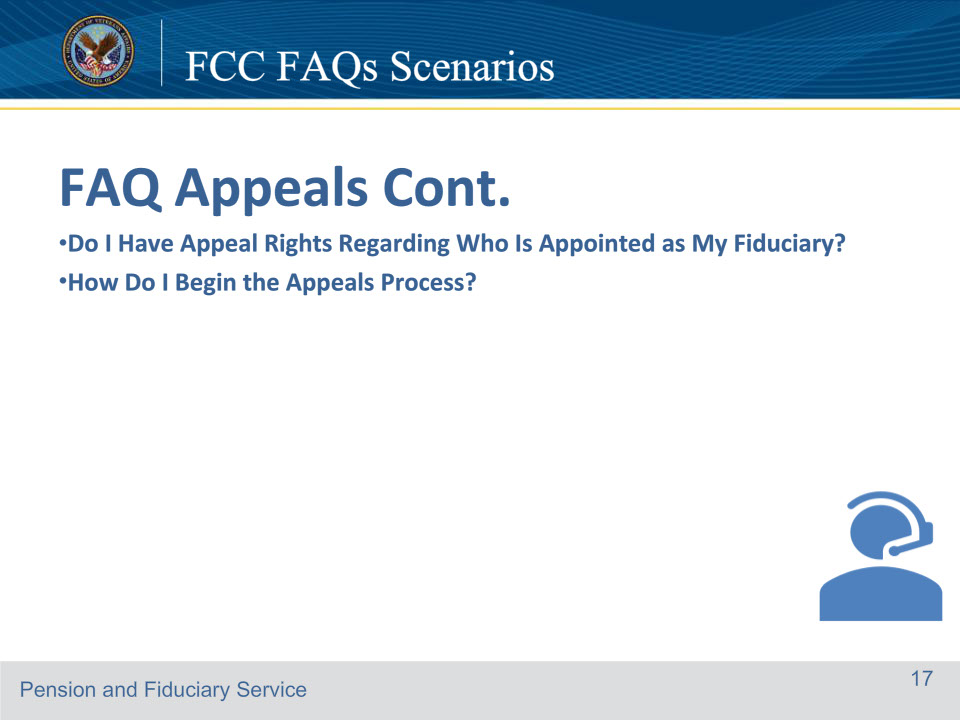 FCC FAQs Scenarios
FAQ Appeals Cont.
•Do I Have Appeal Rights Regarding Who Is Appointed as My Fiduciary?
•How Do I Begin the Appeals Process?
Pension and Fiduciary Service
17